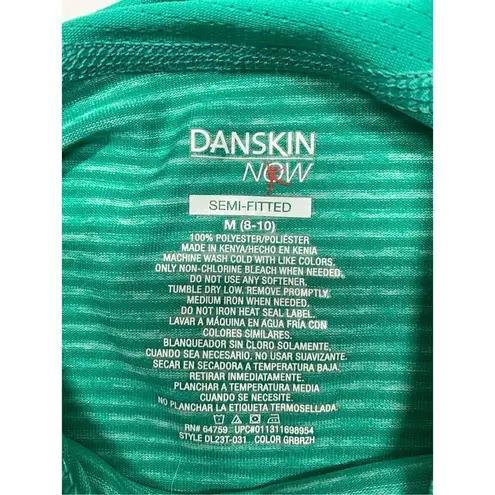 DANSKIN
NOW
SEMI-FITTED
M (8-10)
100% POLYESTER/POLIÉSTER
MADE IN KENYA/HECHO EN KENIA
MACHINE WASH COLD WITH LIKE COLORS.
ONLY NON-CHLORINE BLEACH WHEN NEEDED.
DO NOT USE ANY SOFTENER.
TUMBLE DRY LOW. REMOVE PROMPTLY.
MEDIUM IRON WHEN NEEDED.
DO NOT IRON HEAT SEAL LABEL.
LAVAR A MÁQUINA EN AGUA FRÍA CON
COLORES SIMILARES.
BLANQUEADOR SIN CLORO SOLAMENTE,
CUANDO SEA NECESARIO. NO USAR SUAVIZANTE.
SECAR EN SECADORA A TEMPERATURA BAJA.
RETIRAR INMEDIATAMENTE.
PLANCHAR A TEMPERATURA MEDIA
CUANDO SE NECESITE.
NO PLANCHAR LA ETIQUETA TERMOSELLADA.
RN# 64759 UPC#011311698954
STYLE DL23T-031 COLOR GRBRZH